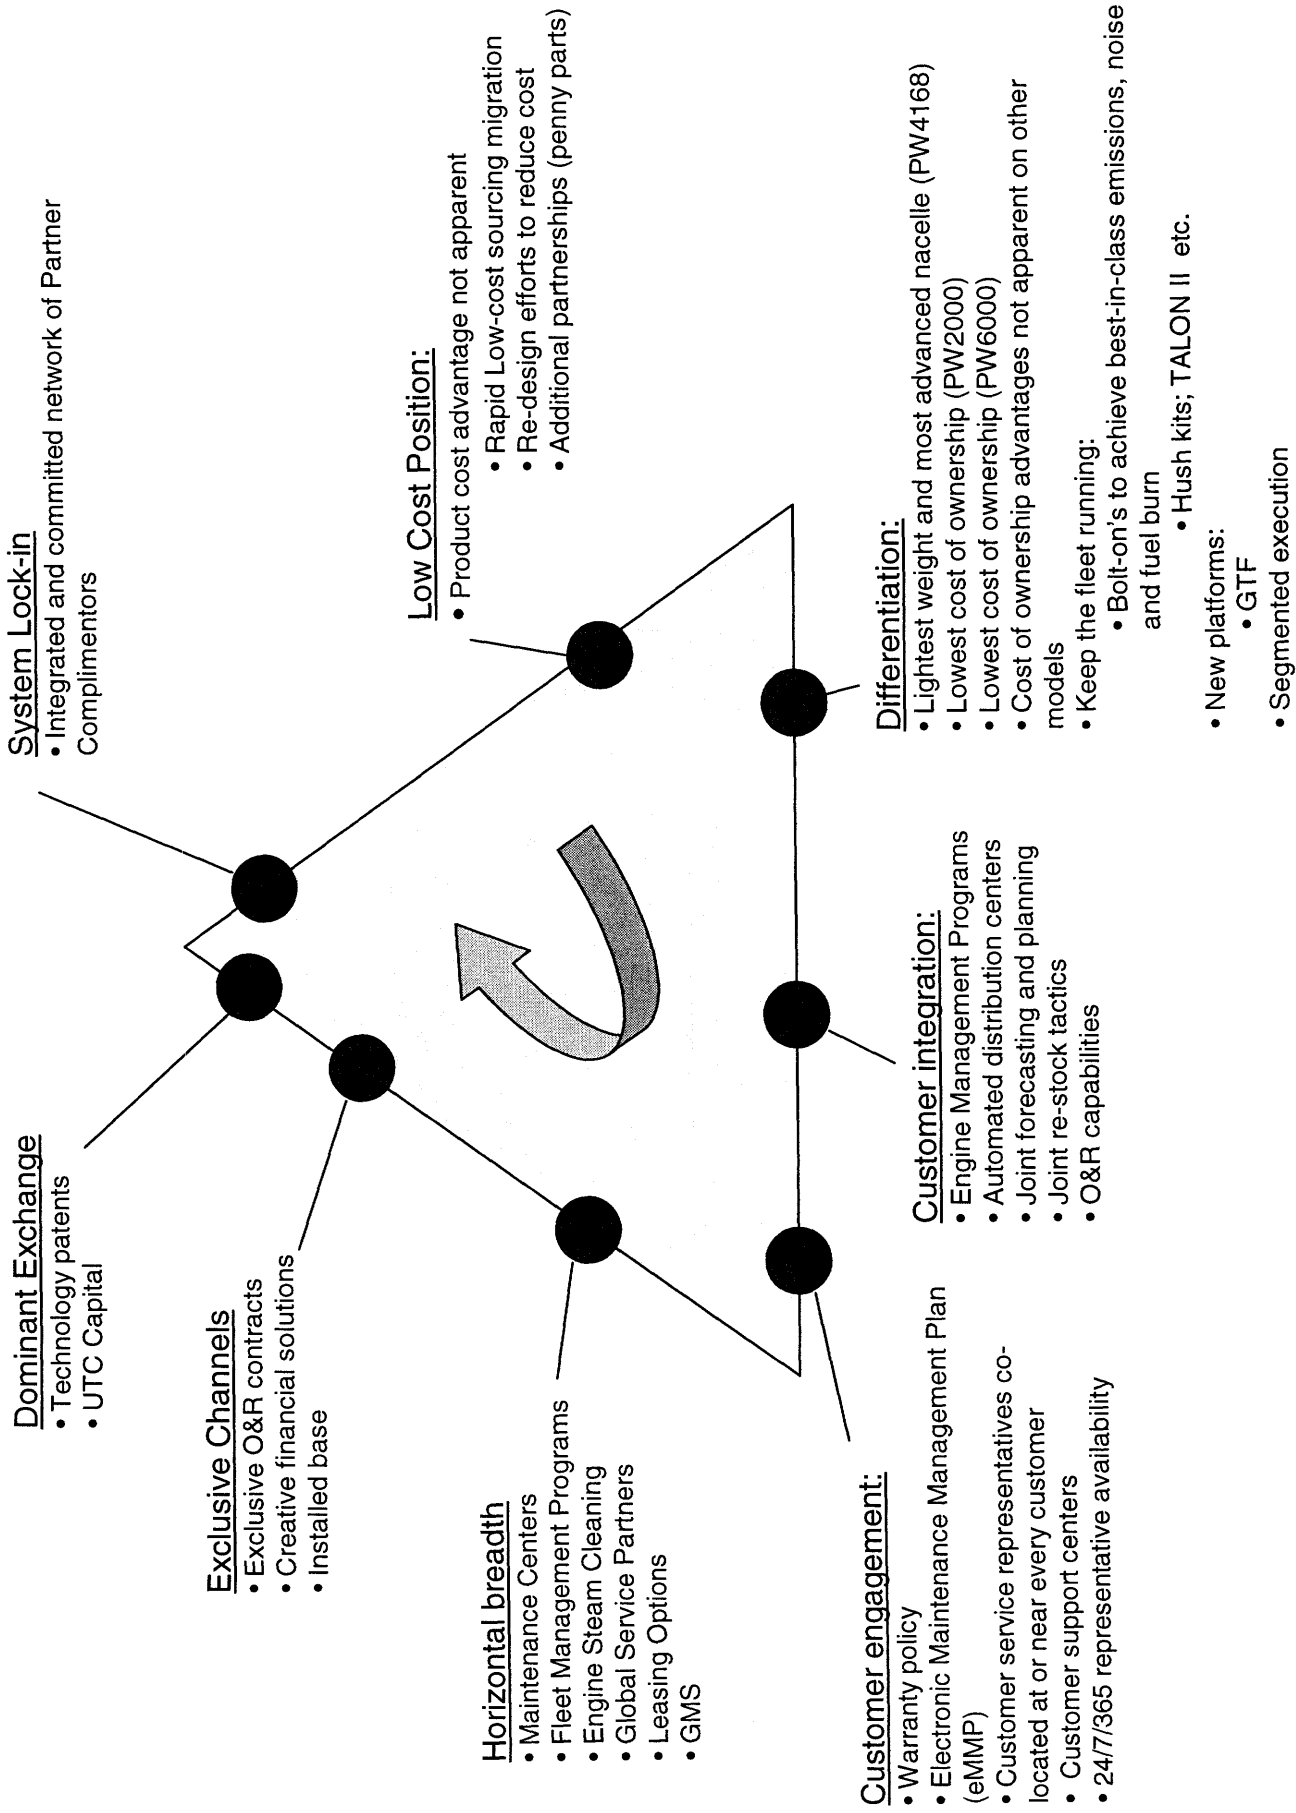 System Lock-in
• Integrated and committed network of Partner
Complimentors
Dominant Exchange
• Technology patents
• UTC Capital
Exclusive Channels
• Exclusive O&R contracts
• Creative financial solutions
• Installed base
Low Cost Position:
• Product cost advantage not apparent
• Rapid Low-cost sourcing migration
• Re-design efforts to reduce cost
• Additional partnerships (penny parts)
Horizontal breadth
• Maintenance Centers
• Fleet Management Programs
• Engine Steam Cleaning
• Global Service Partners
• Leasing Options
• GMS
Customer engagement:
• Warranty policy
• Electronic Maintenance Management Plan
(eMMP)
• Customer service representatives co-
located at or near every customer
• Customer support centers
• 24/7/365 representative availability
Customer integration:
• Engine Management Programs
• Automated distribution centers
• Joint forecasting and planning
• Joint re-stock tactics
• O&R capabilities
Differentiation:
• Lightest weight and most advanced nacelle (PW4168)
• Lowest cost of ownership (PW2000)
• Lowest cost of ownership (PW6000)
• Cost of ownership advantages not apparent on other
models
• Keep the fleet running:
• Bolt-on's to achieve best-in-class emissions, noise
and fuel burn
• Hush kits; TALON II etc.
• New platforms:
• GTF
• Segmented execution